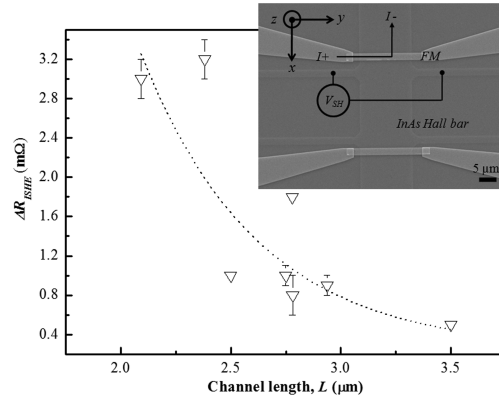 z
y
x
I-
I+
FM
V_SH
InAs Hall bar
5 μm
ΔR_ISHE (mΩ)
3.2
2.8
2.4
2.0
1.6
1.2
0.8
0.4
2.0 2.5 3.0 3.5
Channel length, L (μm)